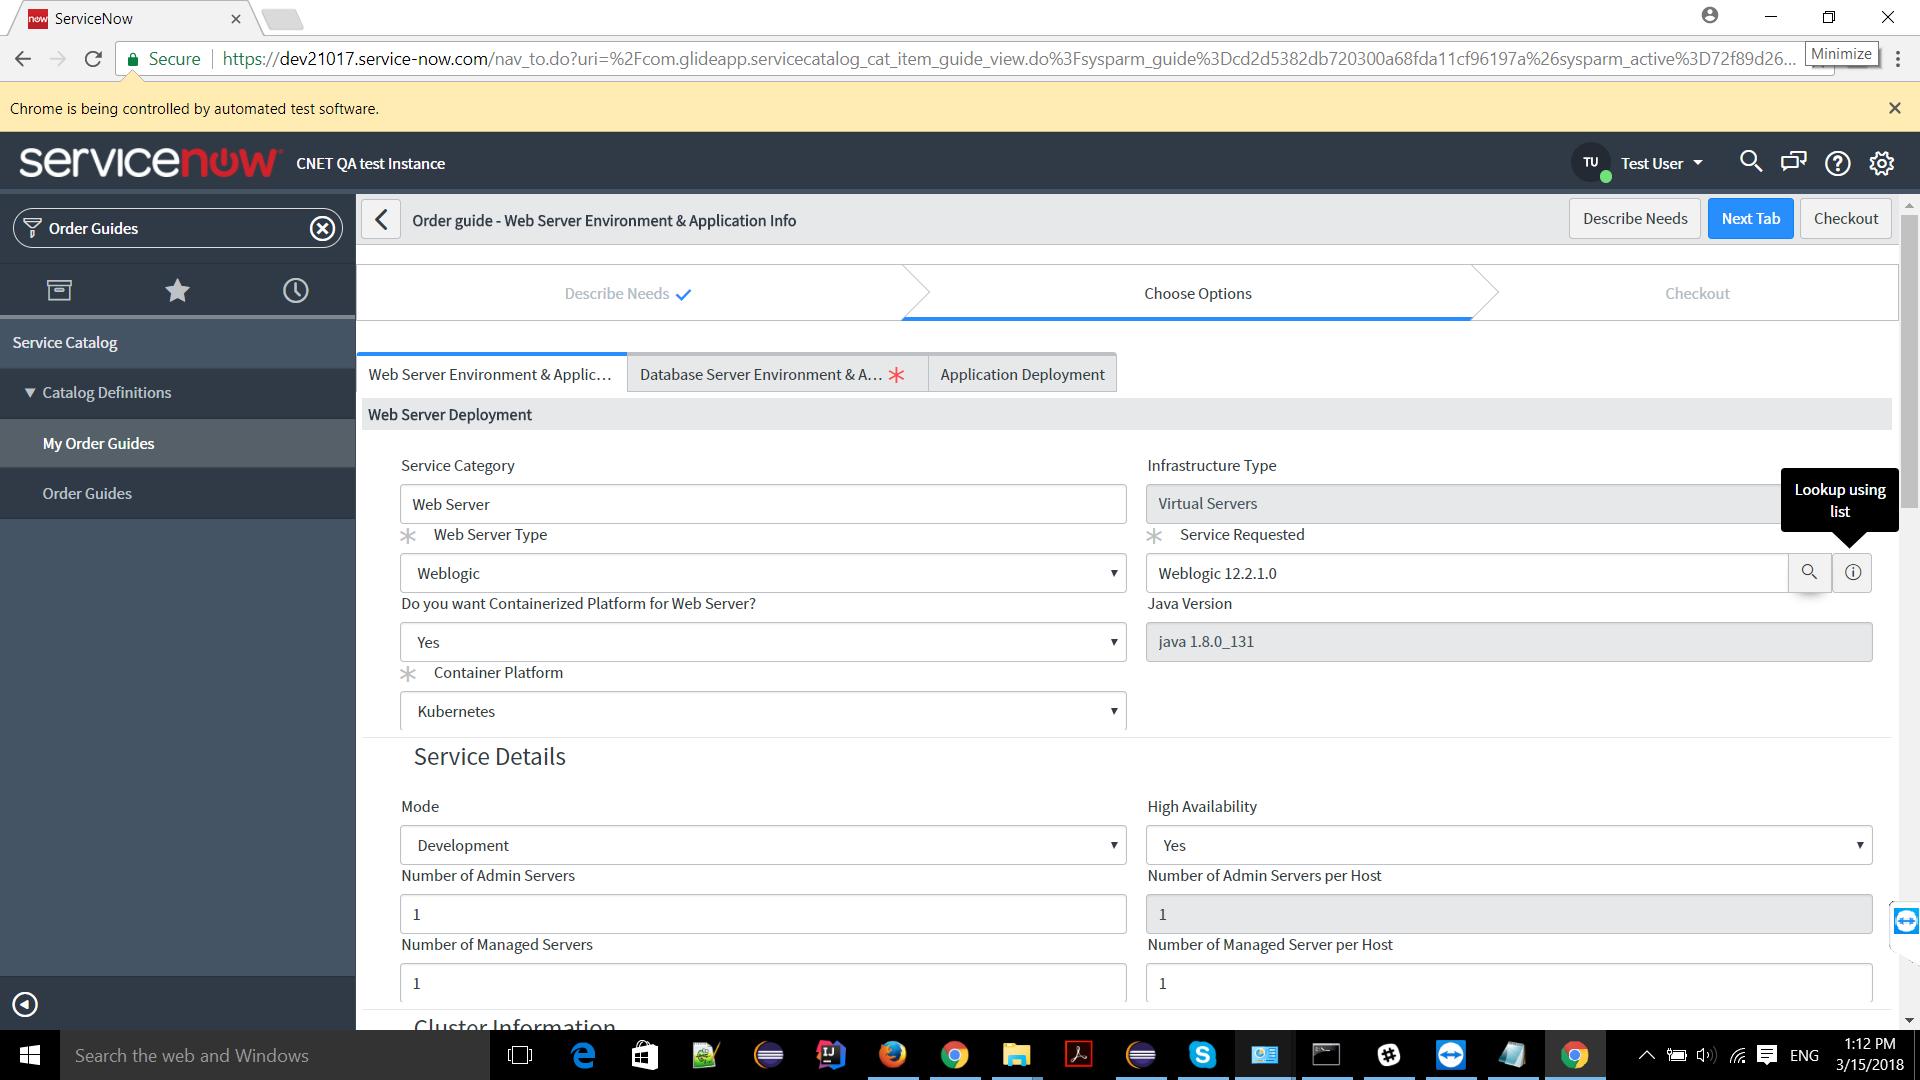 now ServiceNow
Secure https://dev21017.service-now.com/nav_to.do?uri=%2Fcom.glideapp.servicecatalog_cat_item_guide_view.do%3Fsysparm_guide%3Dcd2d5382db720300a68fda11cf96197a%26sysparm_active%3D72f89d26...
Minimize
Chrome is being controlled by automated test software.
servicenow CNET QA test Instance
TU Test User
Order Guides
Order guide - Web Server Environment & Application Info
Describe Needs Next Tab Checkout
Describe Needs Choose Options Checkout
Service Catalog
Catalog Definitions
My Order Guides
Order Guides
Web Server Environment & Applic... Database Server Environment & A... Application Deployment
Web Server Deployment
Service Category Infrastructure Type
Web Server Virtual Servers
Lookup using
list
Web Server Type Service Requested
Weblogic Weblogic 12.2.1.0
Do you want Containerized Platform for Web Server? Java Version
Yes java 1.8.0_131
Container Platform
Kubernetes
Service Details
Mode High Availability
Development Yes
Number of Admin Servers Number of Admin Servers per Host
1 1
Number of Managed Servers Number of Managed Server per Host
1 1
Cluster Information
Search the web and Windows
ENG 1:12 PM
3/15/2018